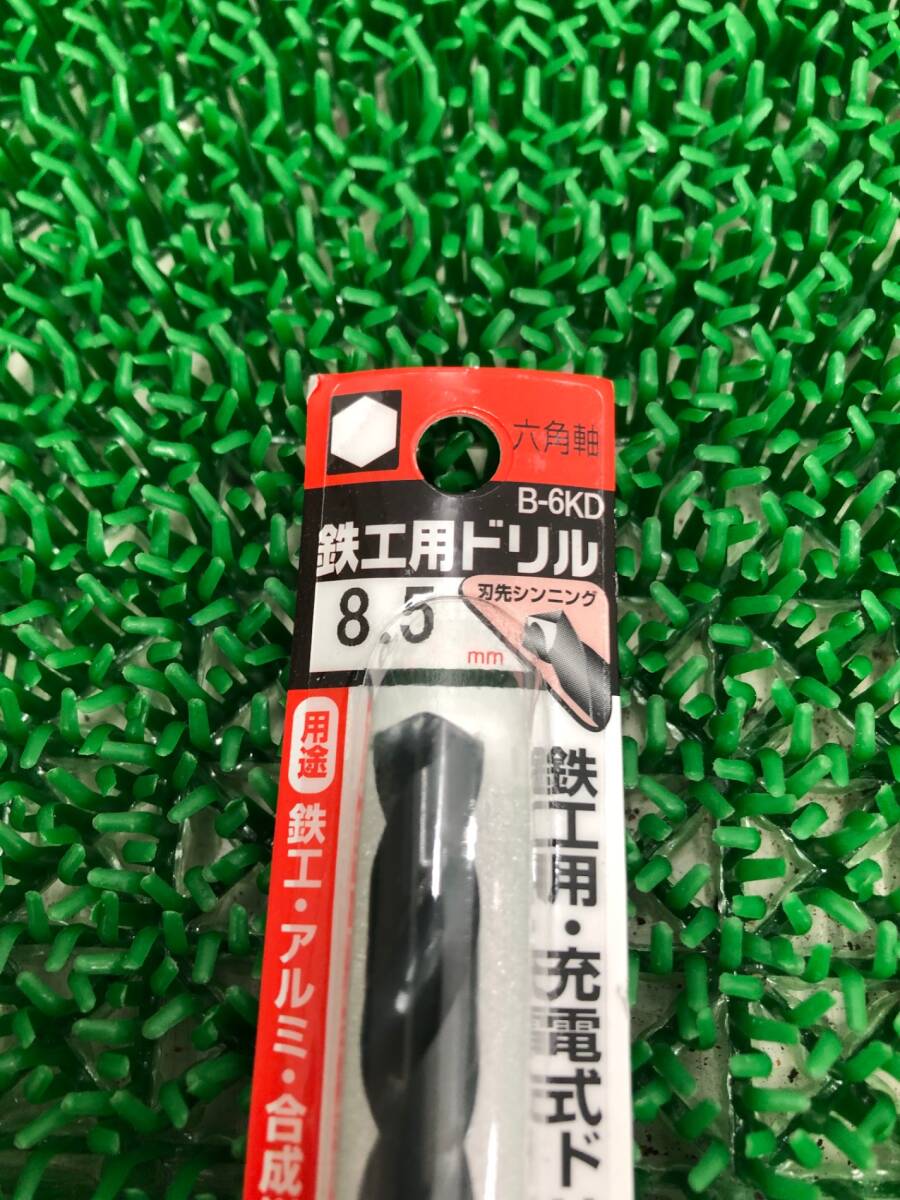 六角軸
B-6KD
鉄工用ドリル
8.5
mm
刃先シンニング
用途
鉄工・アルミ・合成
鉄工用・充電式ド